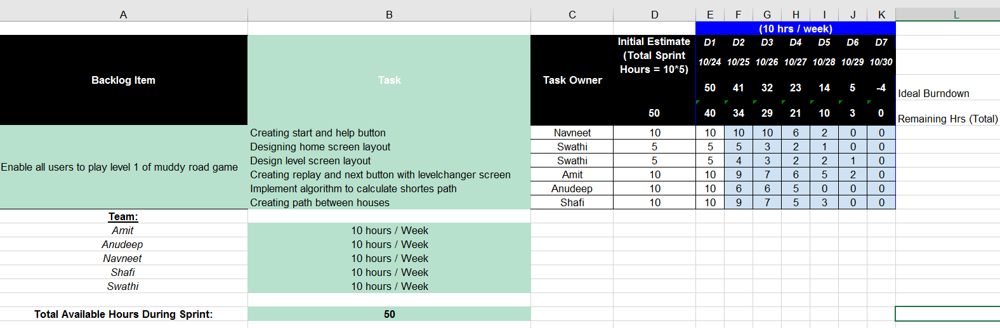 A B C D E F G H I J K L
(10 hrs / week)
Backlog Item Task Task Owner Initial Estimate (Total Sprint Hours = 10*5) D1 D2 D3 D4 D5 D6 D7
10/24 10/25 10/26 10/27 10/28 10/29 10/30
50 41 32 23 14 5 -4 Ideal Burndown
50 40 34 29 21 10 3 0 Remaining Hrs (Total)
Enable all users to play level 1 of muddy road game
Creating start and help button Navneet 10 10 10 10 6 2 0 0
Designing home screen layout Swathi 5 5 5 3 2 1 0 0
Design level screen layout Swathi 5 5 4 3 2 2 1 0
Creating replay and next button with levelchanger screen Amit 10 10 9 7 6 5 2 0
Implement algorithm to calculate shortes path Anudeep 10 10 6 6 5 0 0 0
Creating path between houses Shafi 10 10 9 7 5 3 0 0
Team:
Amit 10 hours / Week
Anudeep 10 hours / Week
Navneet 10 hours / Week
Shafi 10 hours / Week
Swathi 10 hours / Week
Total Available Hours During Sprint: 50